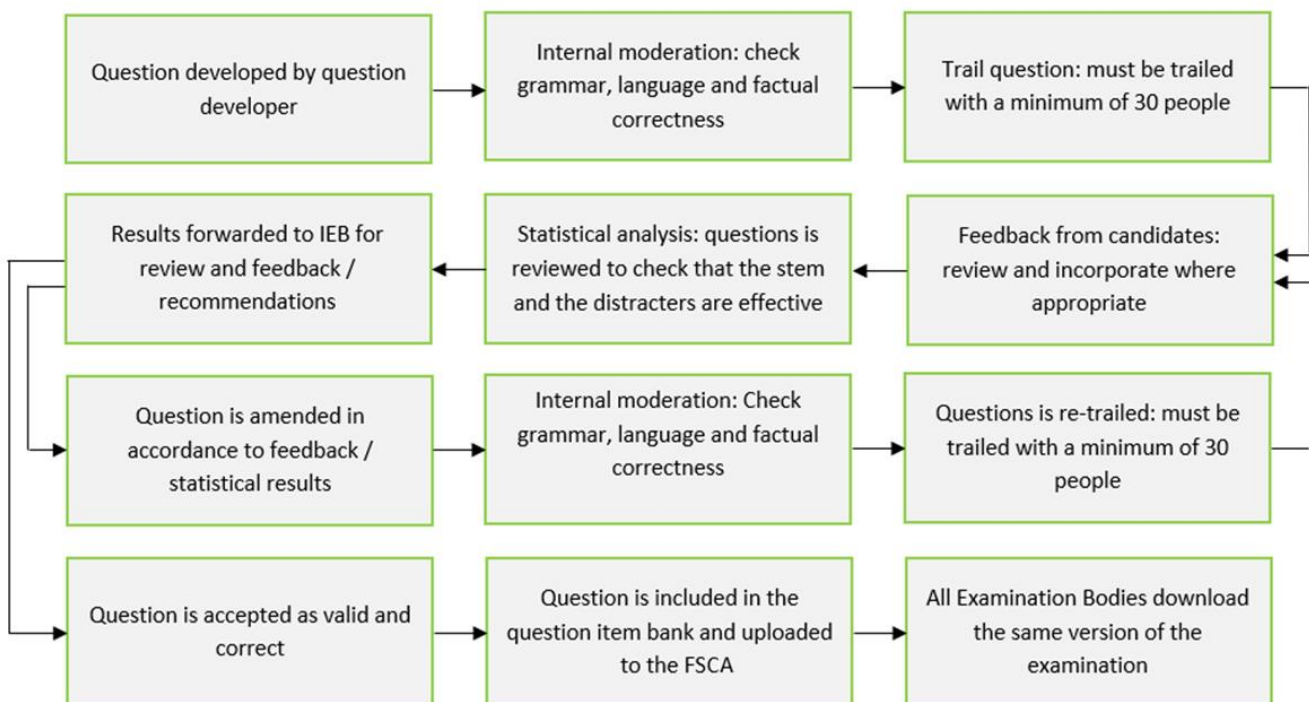 Question developed by question
developer
Internal moderation: check
grammar, language and factual
correctness
Trail question: must be trailed
with a minimum of 30 people
Feedback from candidates:
review and incorporate where
appropriate
Statistical analysis: questions is
reviewed to check that the stem
and the distracters are effective
Results forwarded to IEB for
review and feedback /
recommendations
Question is amended in
accordance to feedback /
statistical results
Internal moderation: Check
grammar, language and factual
correctness
Questions is re-trailed: must be
trailed with a minimum of 30
people
Question is accepted as valid and
correct
Question is included in the
question item bank and uploaded
to the FSCA
All Examination Bodies download
the same version of the
examination